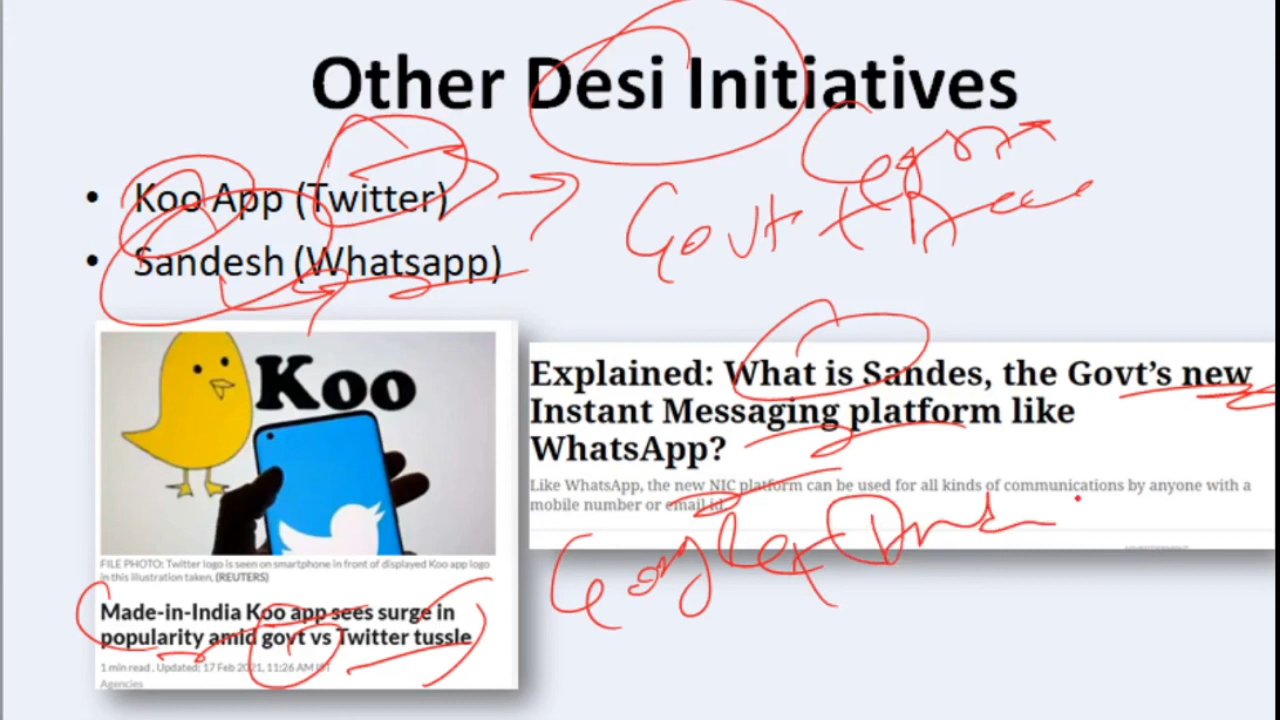 Other Desi Initiatives
• Koo App (Twitter)
• Sandesh (Whatsapp)
Govt
Koo
FILE PHOTO: Twitter logo is seen on smartphone in front of displayed Koo app logo
in this illustration taken. (REUTERS)
Made-in-India Koo app sees surge in
popularity amid govt vs Twitter tussle
1 min read . Updated: 17 Feb 2021, 11:26 AM IST
Agencies
Explained: What is Sandes, the Govt's new
Instant Messaging platform like
WhatsApp?
Like WhatsApp, the new NIC platform can be used for all kinds of communications by anyone with a
mobile number or email id.
Google